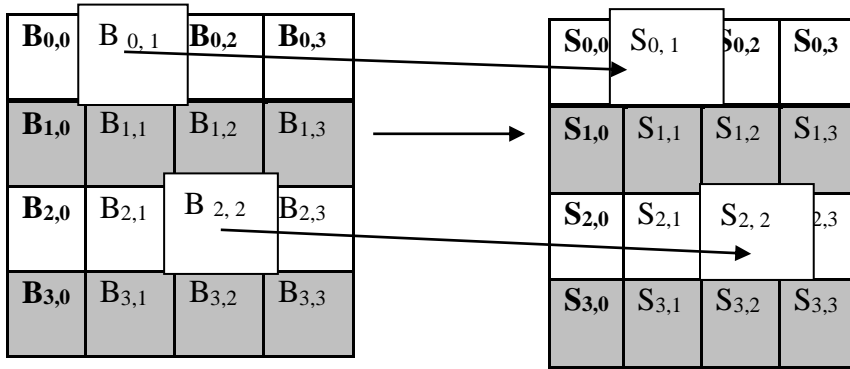 B0,0 B 0, 1 B0,2 B0,3
B1,0 B1,1 B1,2 B1,3
B2,0 B2,1 B 2, 2 B2,3
B3,0 B3,1 B3,2 B3,3
S0,0 S0, 1 S0,2 S0,3
S1,0 S1,1 S1,2 S1,3
S2,0 S2,1 S2, 2 2,3
S3,0 S3,1 S3,2 S3,3